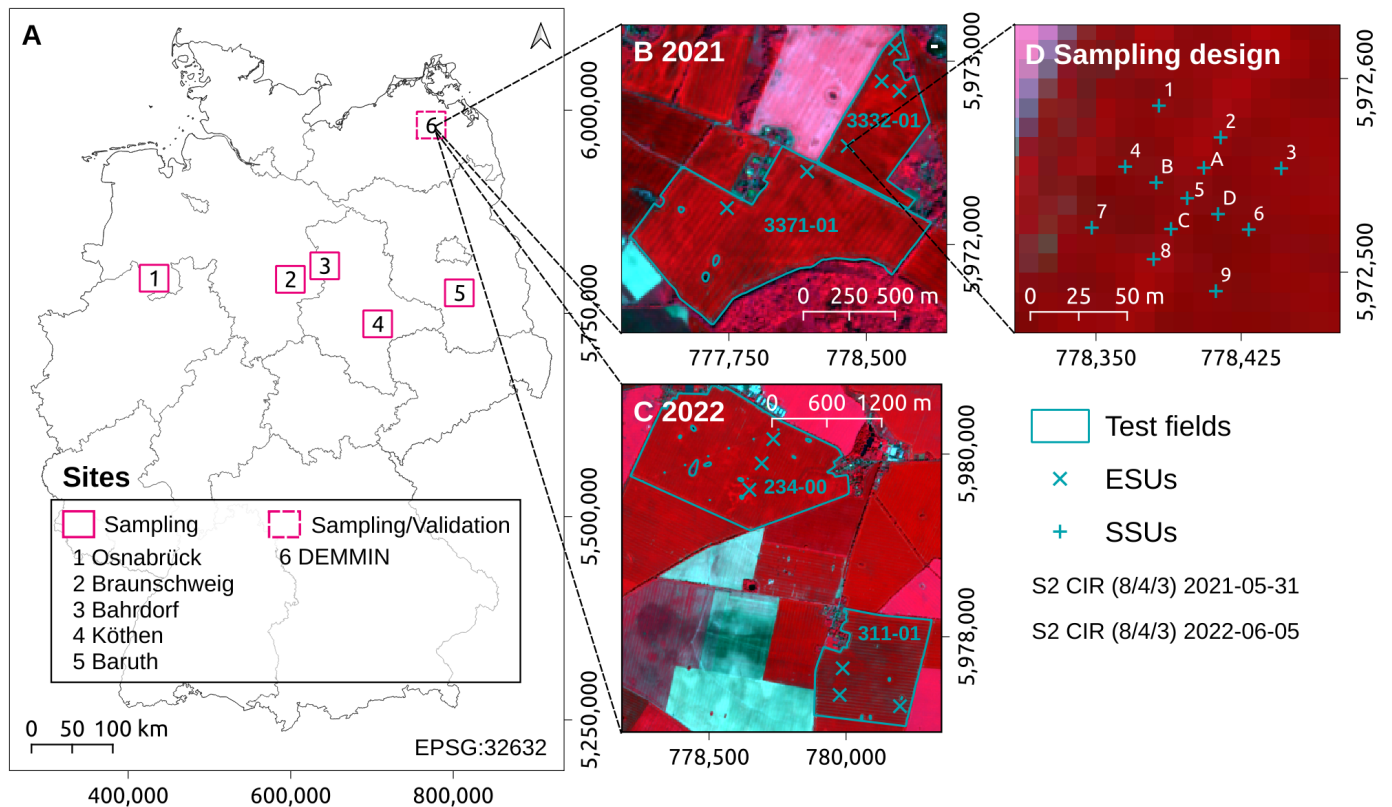 A
6
1
2
3
4
5
Sites
Sampling
Sampling/Validation
1 Osnabrück
6 DEMMIN
2 Braunschweig
3 Bahrdorf
4 Köthen
5 Baruth
0 50 100 km
EPSG:32632
400,000
600,000
800,000
6,000,000
5,750,000
5,500,000
5,250,000
B 2021
3332-01
3371-01
0 250 500 m
777,750
778,500
5,973,000
5,972,000
D Sampling design
1
2
3
4
A
B
5
D
7
C
6
8
9
0 25 50 m
778,350
778,425
5,972,600
5,972,500
C 2022
0 600 1200 m
234-00
311-01
778,500
780,000
5,980,000
5,978,000
Test fields
ESUs
SSUs
S2 CIR (8/4/3) 2021-05-31
S2 CIR (8/4/3) 2022-06-05